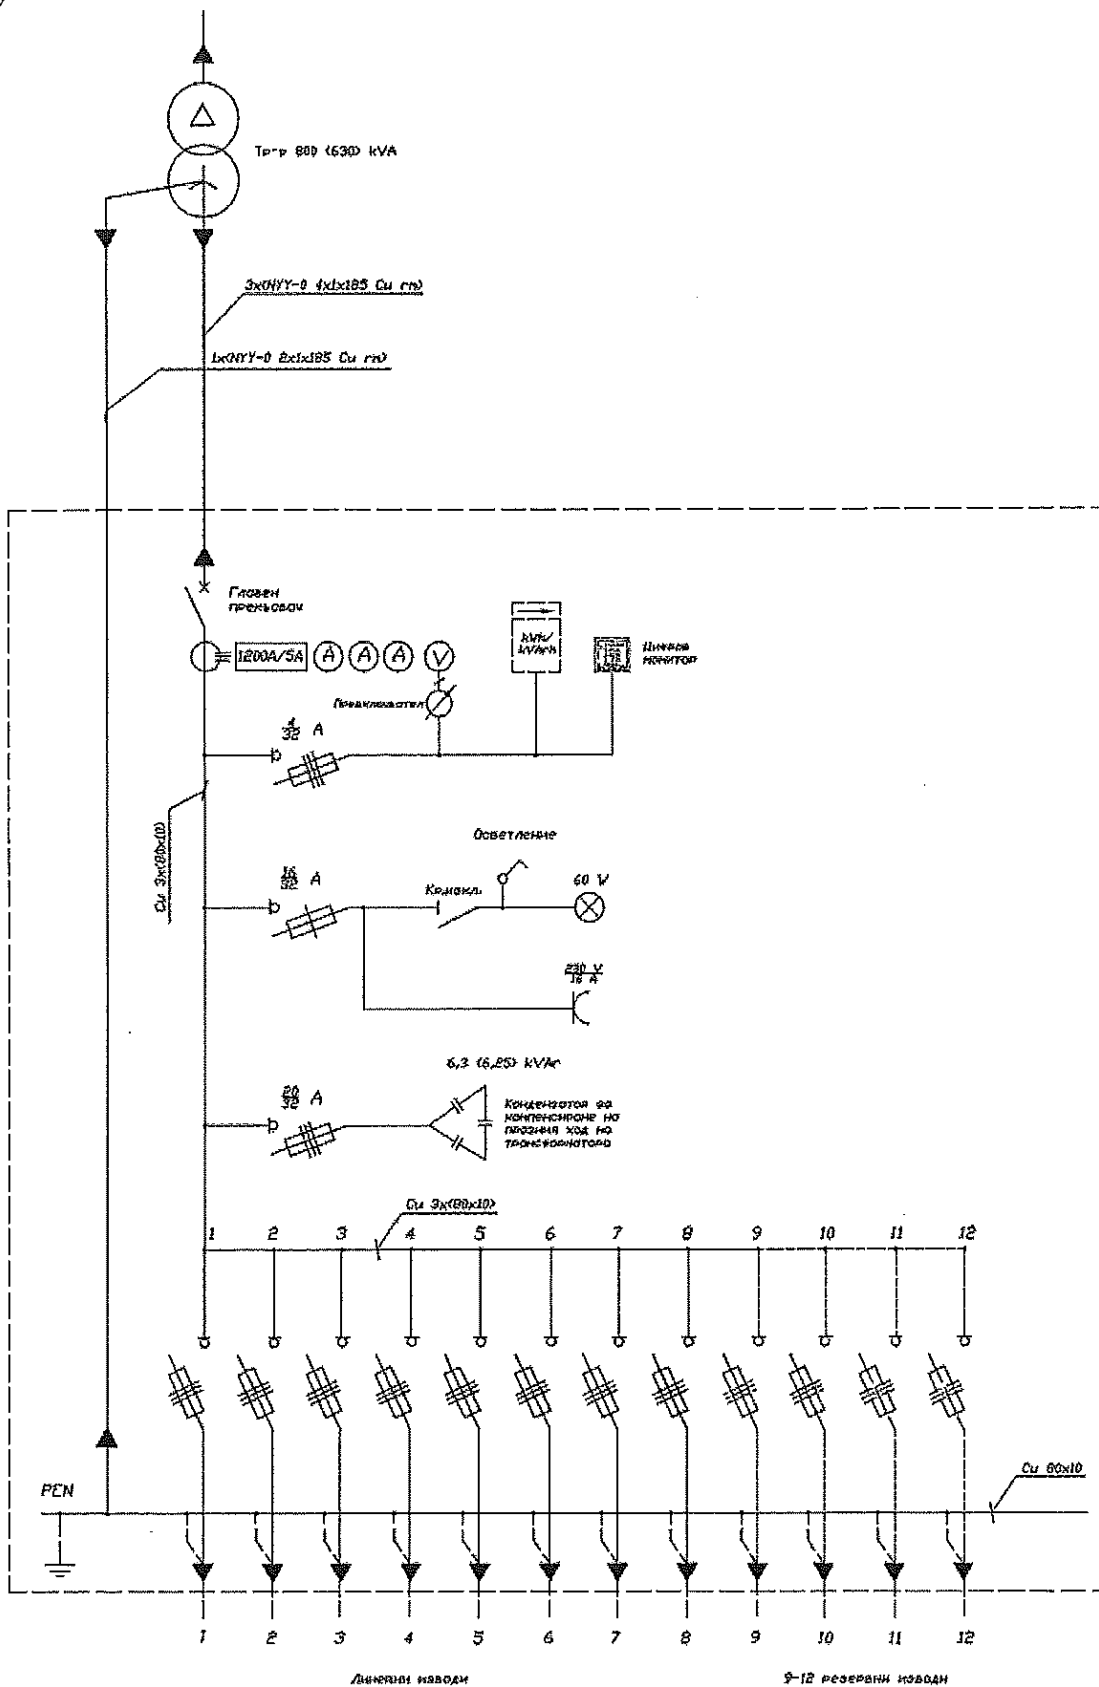 Тр-р 800 (630) kVA
3x(NYY-0 4x1x185 Cu rm)
1x(NYY-0 2x1x185 Cu rm)
Главен
прекъсвач
1200A/5A
A
A
A
V
kWh/
kVArh
Цифров
монитор
Превключвател
32 A
Cu 3x(80x10)
Осветление
16
32 A
60 W
230 V
16 A
6,3 (6,25) kVAr
20
32 A
Кондензатор за
компенсиране на
празния ход на
трансформатора
Cu 3x(80x10)
1 2 3 4 5 6 7 8 9 10 11 12
PEN
Cu 80x10
1 2 3 4 5 6 7 8 9 10 11 12
Линейни изводи
9-12 резервни изводи